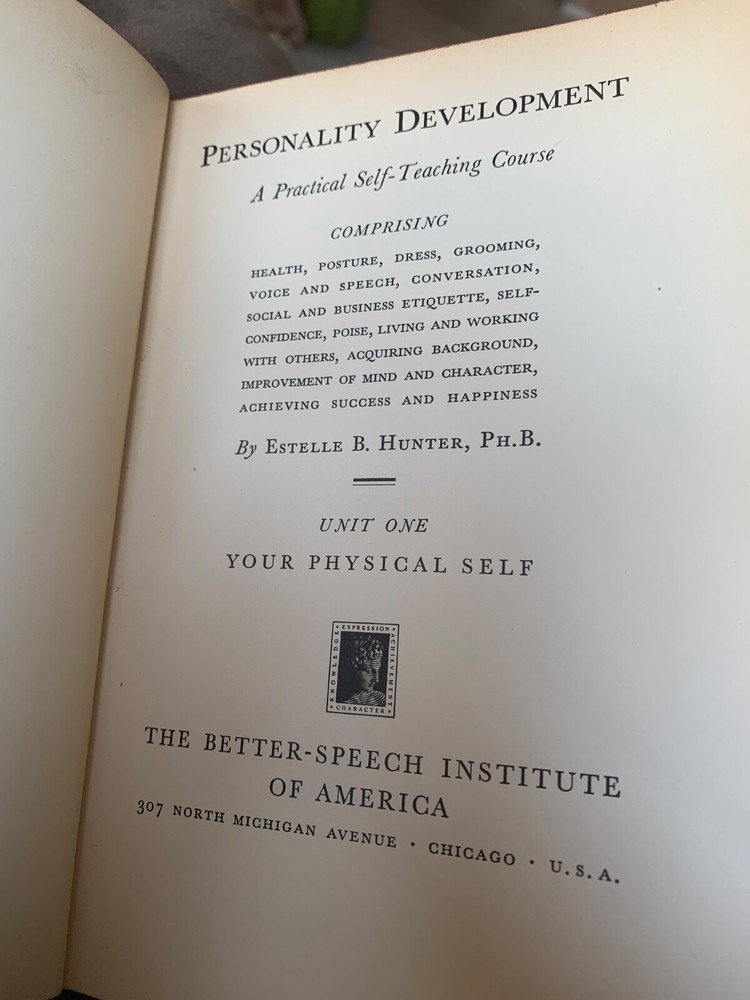 PERSONALITY DEVELOPMENT
A Practical Self-Teaching Course
COMPRISING
HEALTH, POSTURE, DRESS, GROOMING,
VOICE AND SPEECH, CONVERSATION,
SOCIAL AND BUSINESS ETIQUETTE, SELF-
CONFIDENCE, POISE, LIVING AND WORKING
WITH OTHERS, ACQUIRING BACKGROUND,
IMPROVEMENT OF MIND AND CHARACTER,
ACHIEVING SUCCESS AND HAPPINESS
By ESTELLE B. HUNTER, PH.B.
UNIT ONE
YOUR PHYSICAL SELF
· EXPRESSION ·
KNOWLEDGE
ACHIEVEMENT
· CHARACTER ·
THE BETTER-SPEECH INSTITUTE
OF AMERICA
307 NORTH MICHIGAN AVENUE · CHICAGO · U.S.A.